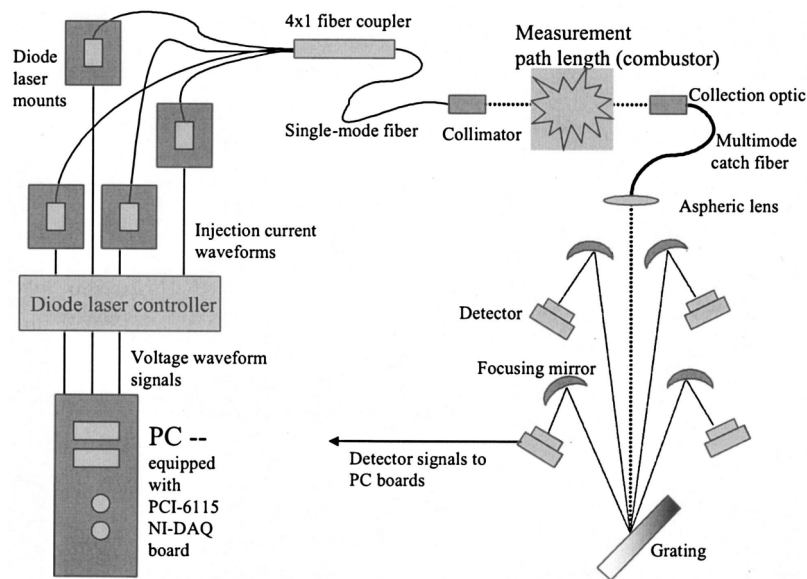 4x1 fiber coupler
Diode
laser
mounts
Measurement
path length (combustor)
Collection optic
Single-mode fiber
Collimator
Multimode
catch fiber
Aspheric lens
Injection current
waveforms
Diode laser controller
Detector
Voltage waveform
signals
Focusing mirror
PC --
equipped
with
PCI-6115
NI-DAQ
board
Detector signals to
PC boards
Grating